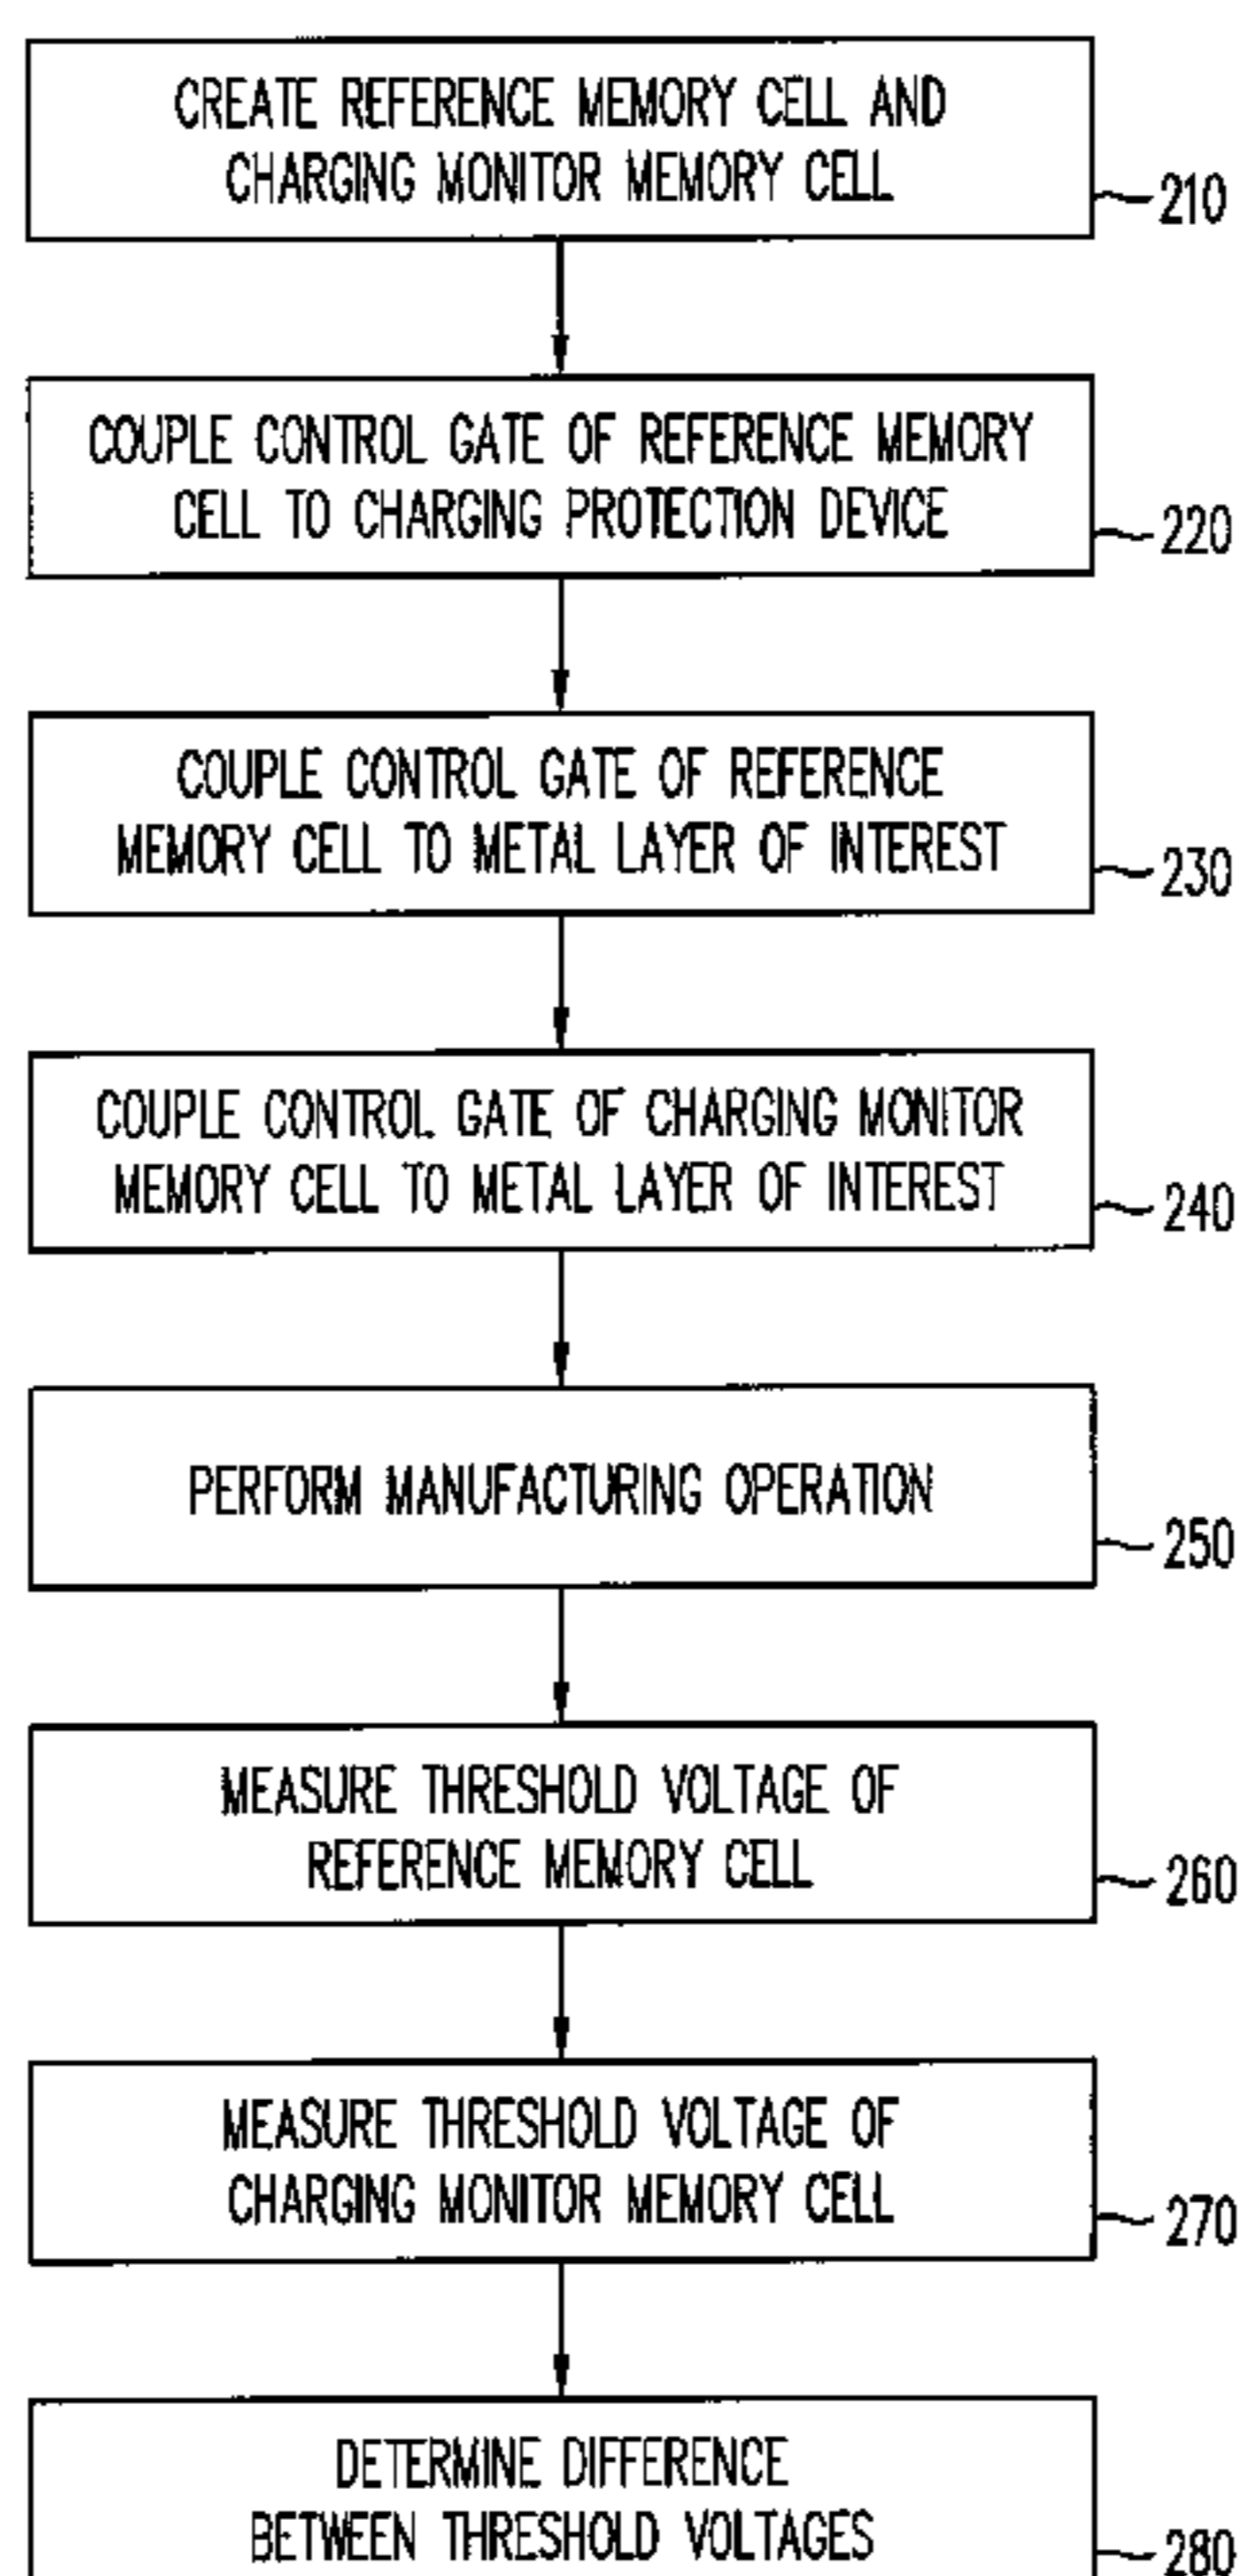 CREATE REFERENCE MEMORY CELL AND
CHARGING MONITOR MEMORY CELL
210
COUPLE CONTROL GATE OF REFERENCE MEMORY
CELL TO CHARGING PROTECTION DEVICE
220
COUPLE CONTROL GATE OF REFERENCE
MEMORY CELL TO METAL LAYER OF INTEREST
230
COUPLE CONTROL GATE OF CHARGING MONITOR
MEMORY CELL TO METAL LAYER OF INTEREST
240
PERFORM MANUFACTURING OPERATION
250
MEASURE THRESHOLD VOLTAGE OF
REFERENCE MEMORY CELL
260
MEASURE THRESHOLD VOLTAGE OF
CHARGING MONITOR MEMORY CELL
270
DETERMINE DIFFERENCE
BETWEEN THRESHOLD VOLTAGES
280